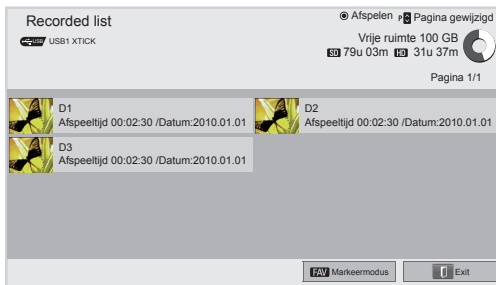 Recorded list
Afspelen P Pagina gewijzigd
USB USB1 XTICK
Vrije ruimte 100 GB
SD 79u 03m HD 31u 37m
Pagina 1/1
D1
Afspeeltijd 00:02:30 /Datum:2010.01.01
D2
Afspeeltijd 00:02:30 /Datum:2010.01.01
D3
Afspeeltijd 00:02:30 /Datum:2010.01.01
FAV Markeermodus
Exit